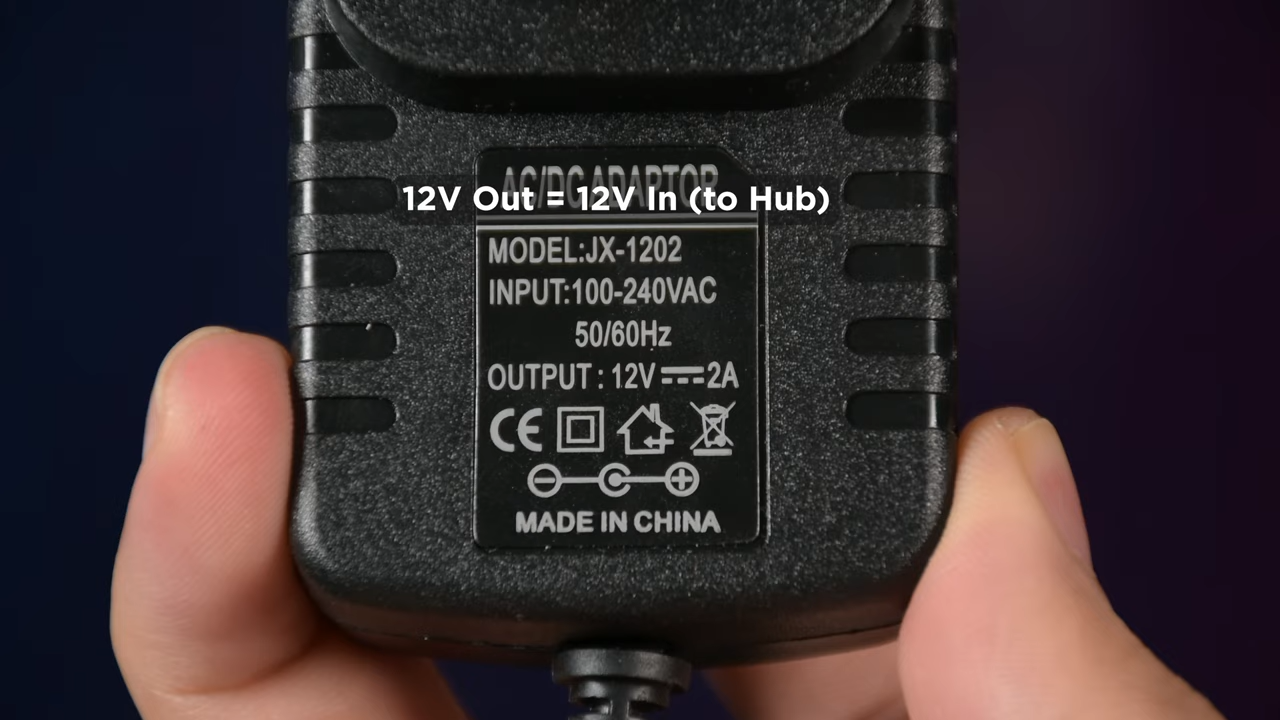 AC/DC ADAPTOR
12V Out = 12V In (to Hub)
MODEL:JX-1202
INPUT:100-240VAC
50/60Hz
OUTPUT : 12V⎓2A
CE
MADE IN CHINA